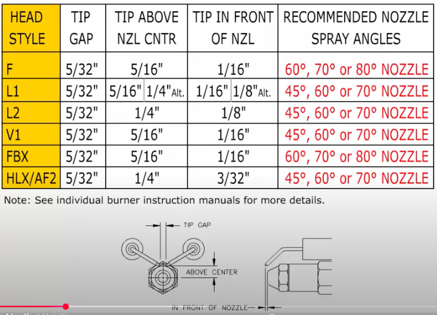 HEAD STYLE | TIP GAP | TIP ABOVE NZL CNTR | TIP IN FRONT OF NZL | RECOMMENDED NOZZLE SPRAY ANGLES
F | 5/32" | 5/16" | 1/16" | 60°, 70° or 80° NOZZLE
L1 | 5/32" | 5/16" | 1/4"Alt. | 1/16" | 1/8"Alt. | 45°, 60° or 70° NOZZLE
L2 | 5/32" | 1/4" | 1/8" | 45°, 60° or 70° NOZZLE
V1 | 5/32" | 5/16" | 1/16" | 45°, 60° or 70° NOZZLE
FBX | 5/32" | 5/16" | 1/16" | 60°, 70° or 80° NOZZLE
HLX/AF2 | 5/32" | 1/4" | 3/32" | 45°, 60° or 70° NOZZLE
Note: See individual burner instruction manuals for more details.
TIP GAP
ABOVE CENTER
IN FRONT OF NOZZLE